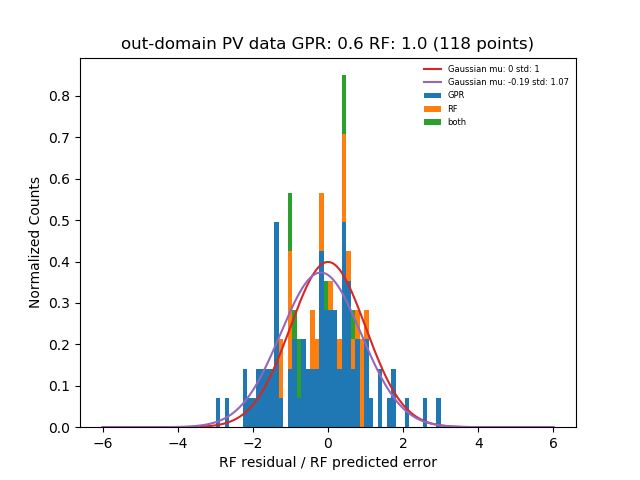 out-domain PV data GPR: 0.6 RF: 1.0 (118 points)
Gaussian mu: 0 std: 1
Gaussian mu: -0.19 std: 1.07
GPR
RF
both
Normalized Counts
0.8
0.7
0.6
0.5
0.4
0.3
0.2
0.1
0.0
−6 −4 −2 0 2 4 6
RF residual / RF predicted error